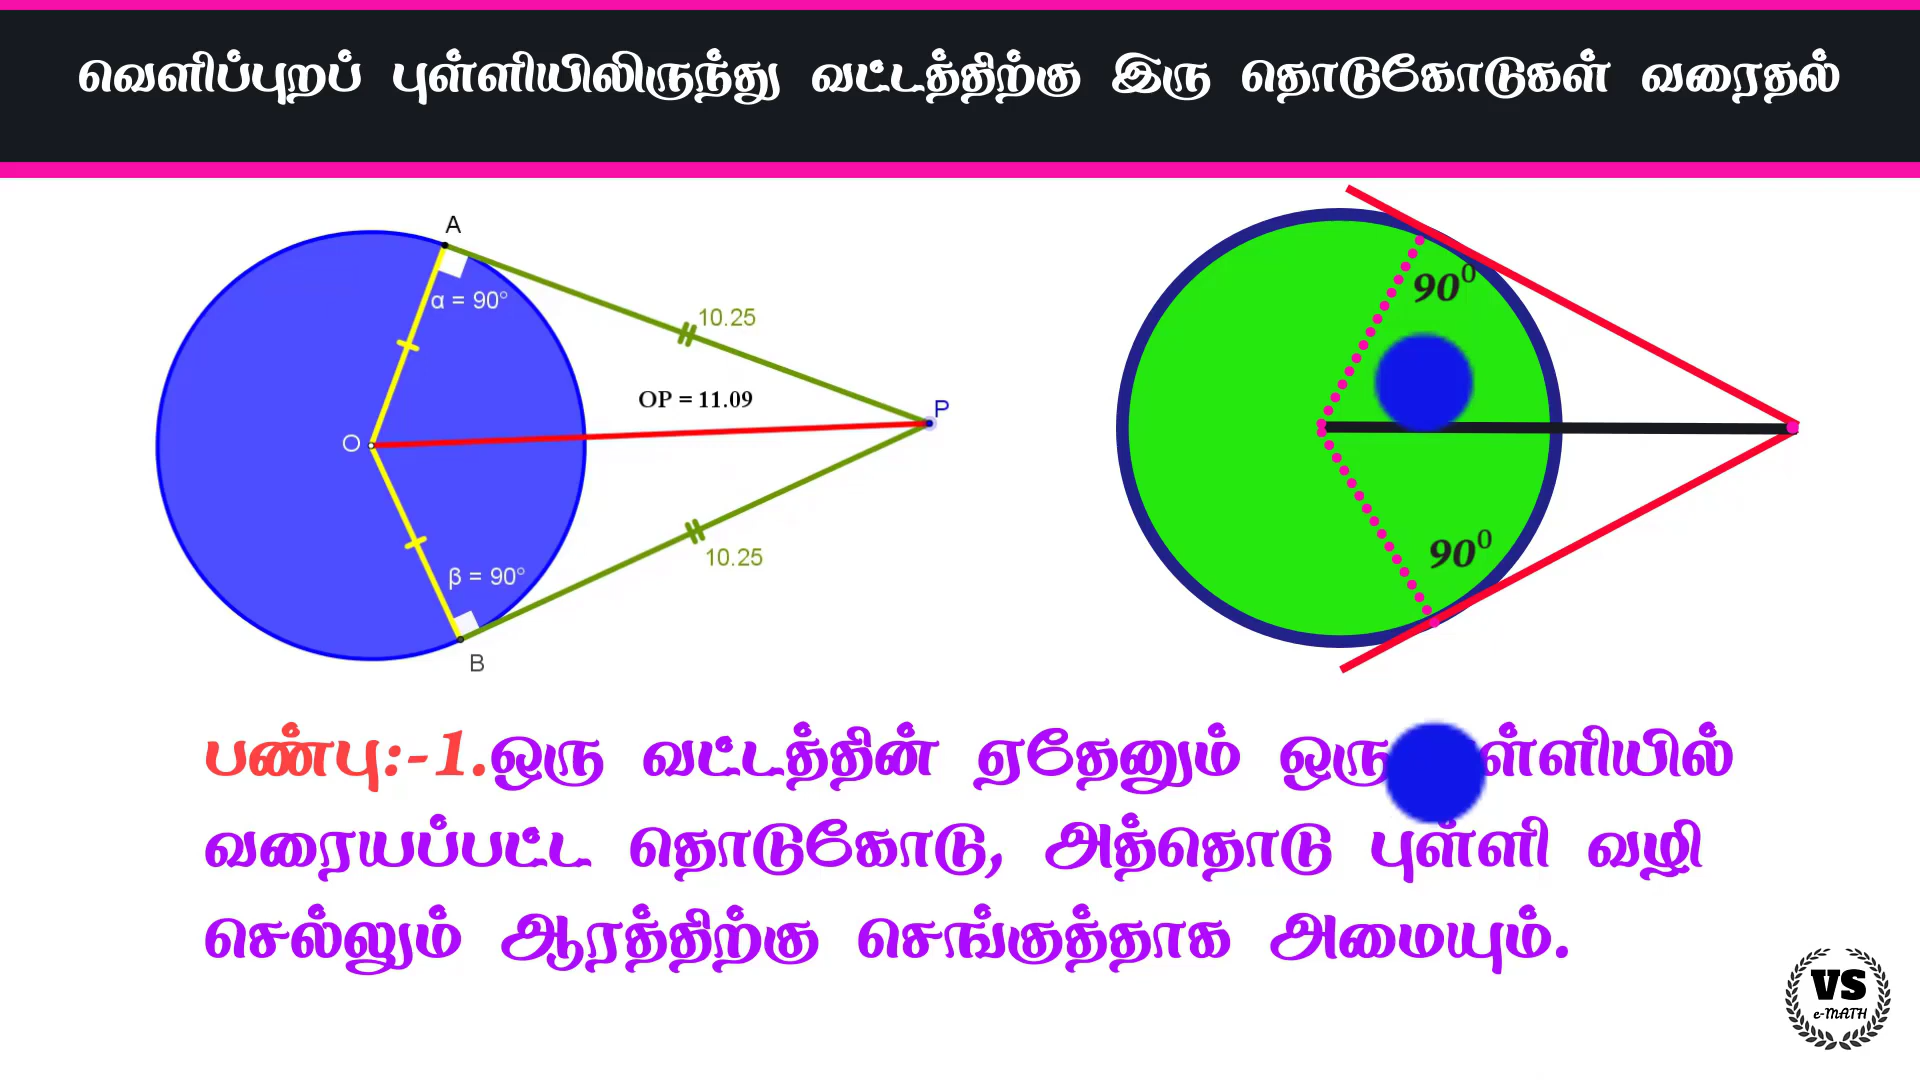 வெளிப்புறப் புள்ளியிலிருந்து வட்டத்திற்கு இரு தொடுகோடுகள் வரைதல்
A
α = 90°
10.25
OP = 11.09
P
O
β = 90°
10.25
B
90⁰
90⁰
பண்பு:-1.ஒரு வட்டத்தின் ஏதேனும் ஒரு
வரையப்பட்ட தொடுகோடு, அத்தொடு புள்ளி வழி
செல்லும் ஆரத்திற்கு செங்குத்தாக அமையும்.
VS
e-MATH